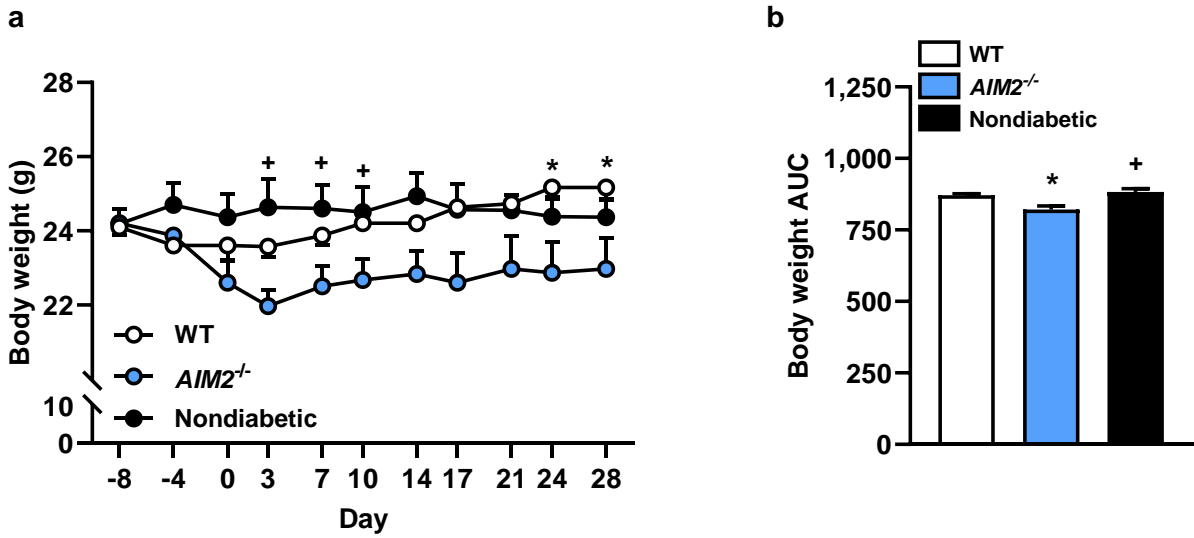 a
Body weight (g)
28
26
24
22
10
0
+ + + * *
WT
AIM2-/-
Nondiabetic
-8 -4 0 3 7 10 14 17 21 24 28
Day
b
WT
AIM2-/-
Nondiabetic
Body weight AUC
1,250
1,000
750
500
250
0
* +